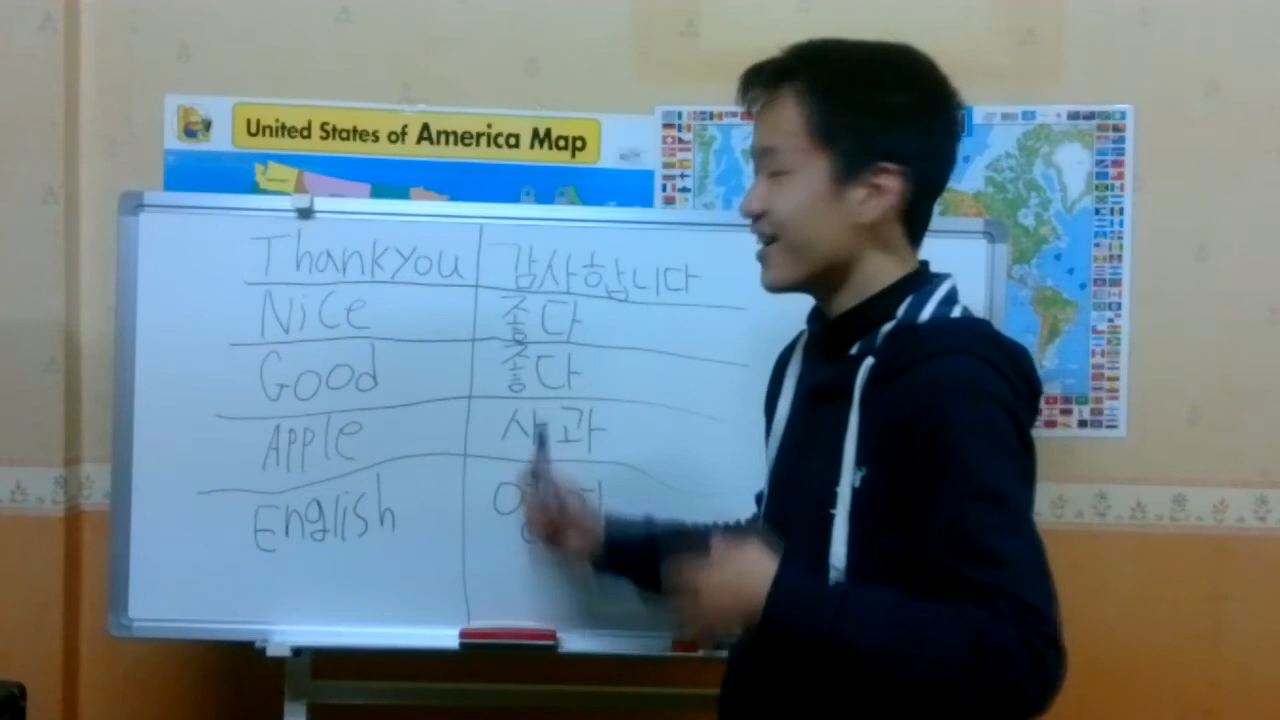 United States of America Map
Thankyou 감사합니다
Nice 좋다
Good 좋다
Apple 사과
English